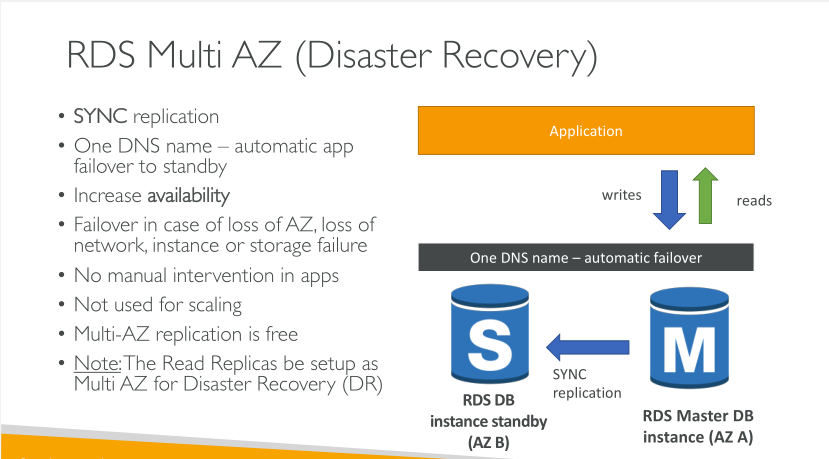 RDS Multi AZ (Disaster Recovery)
• SYNC replication
• One DNS name – automatic app
failover to standby
• Increase availability
• Failover in case of loss of AZ, loss of
network, instance or storage failure
• No manual intervention in apps
• Not used for scaling
• Multi-AZ replication is free
• Note: The Read Replicas be setup as
Multi AZ for Disaster Recovery (DR)
Application
writes
reads
One DNS name – automatic failover
S
M
SYNC
replication
RDS DB
instance standby
(AZ B)
RDS Master DB
instance (AZ A)